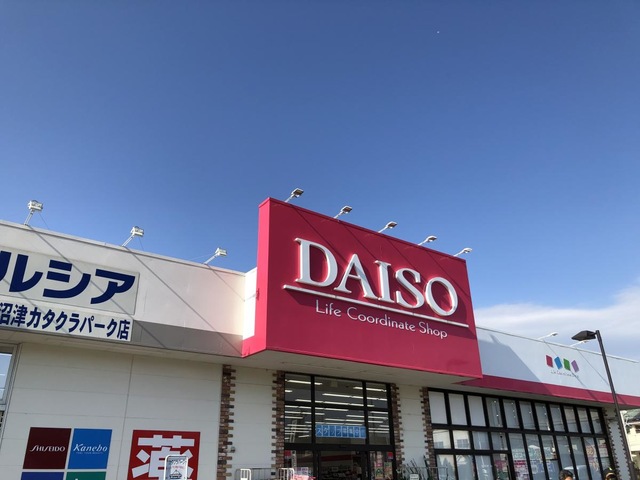 ルシア
沼津カタクラパーク店
DAISO
Life Coordinate Shop
SHISEIDO
Kanebo
薬